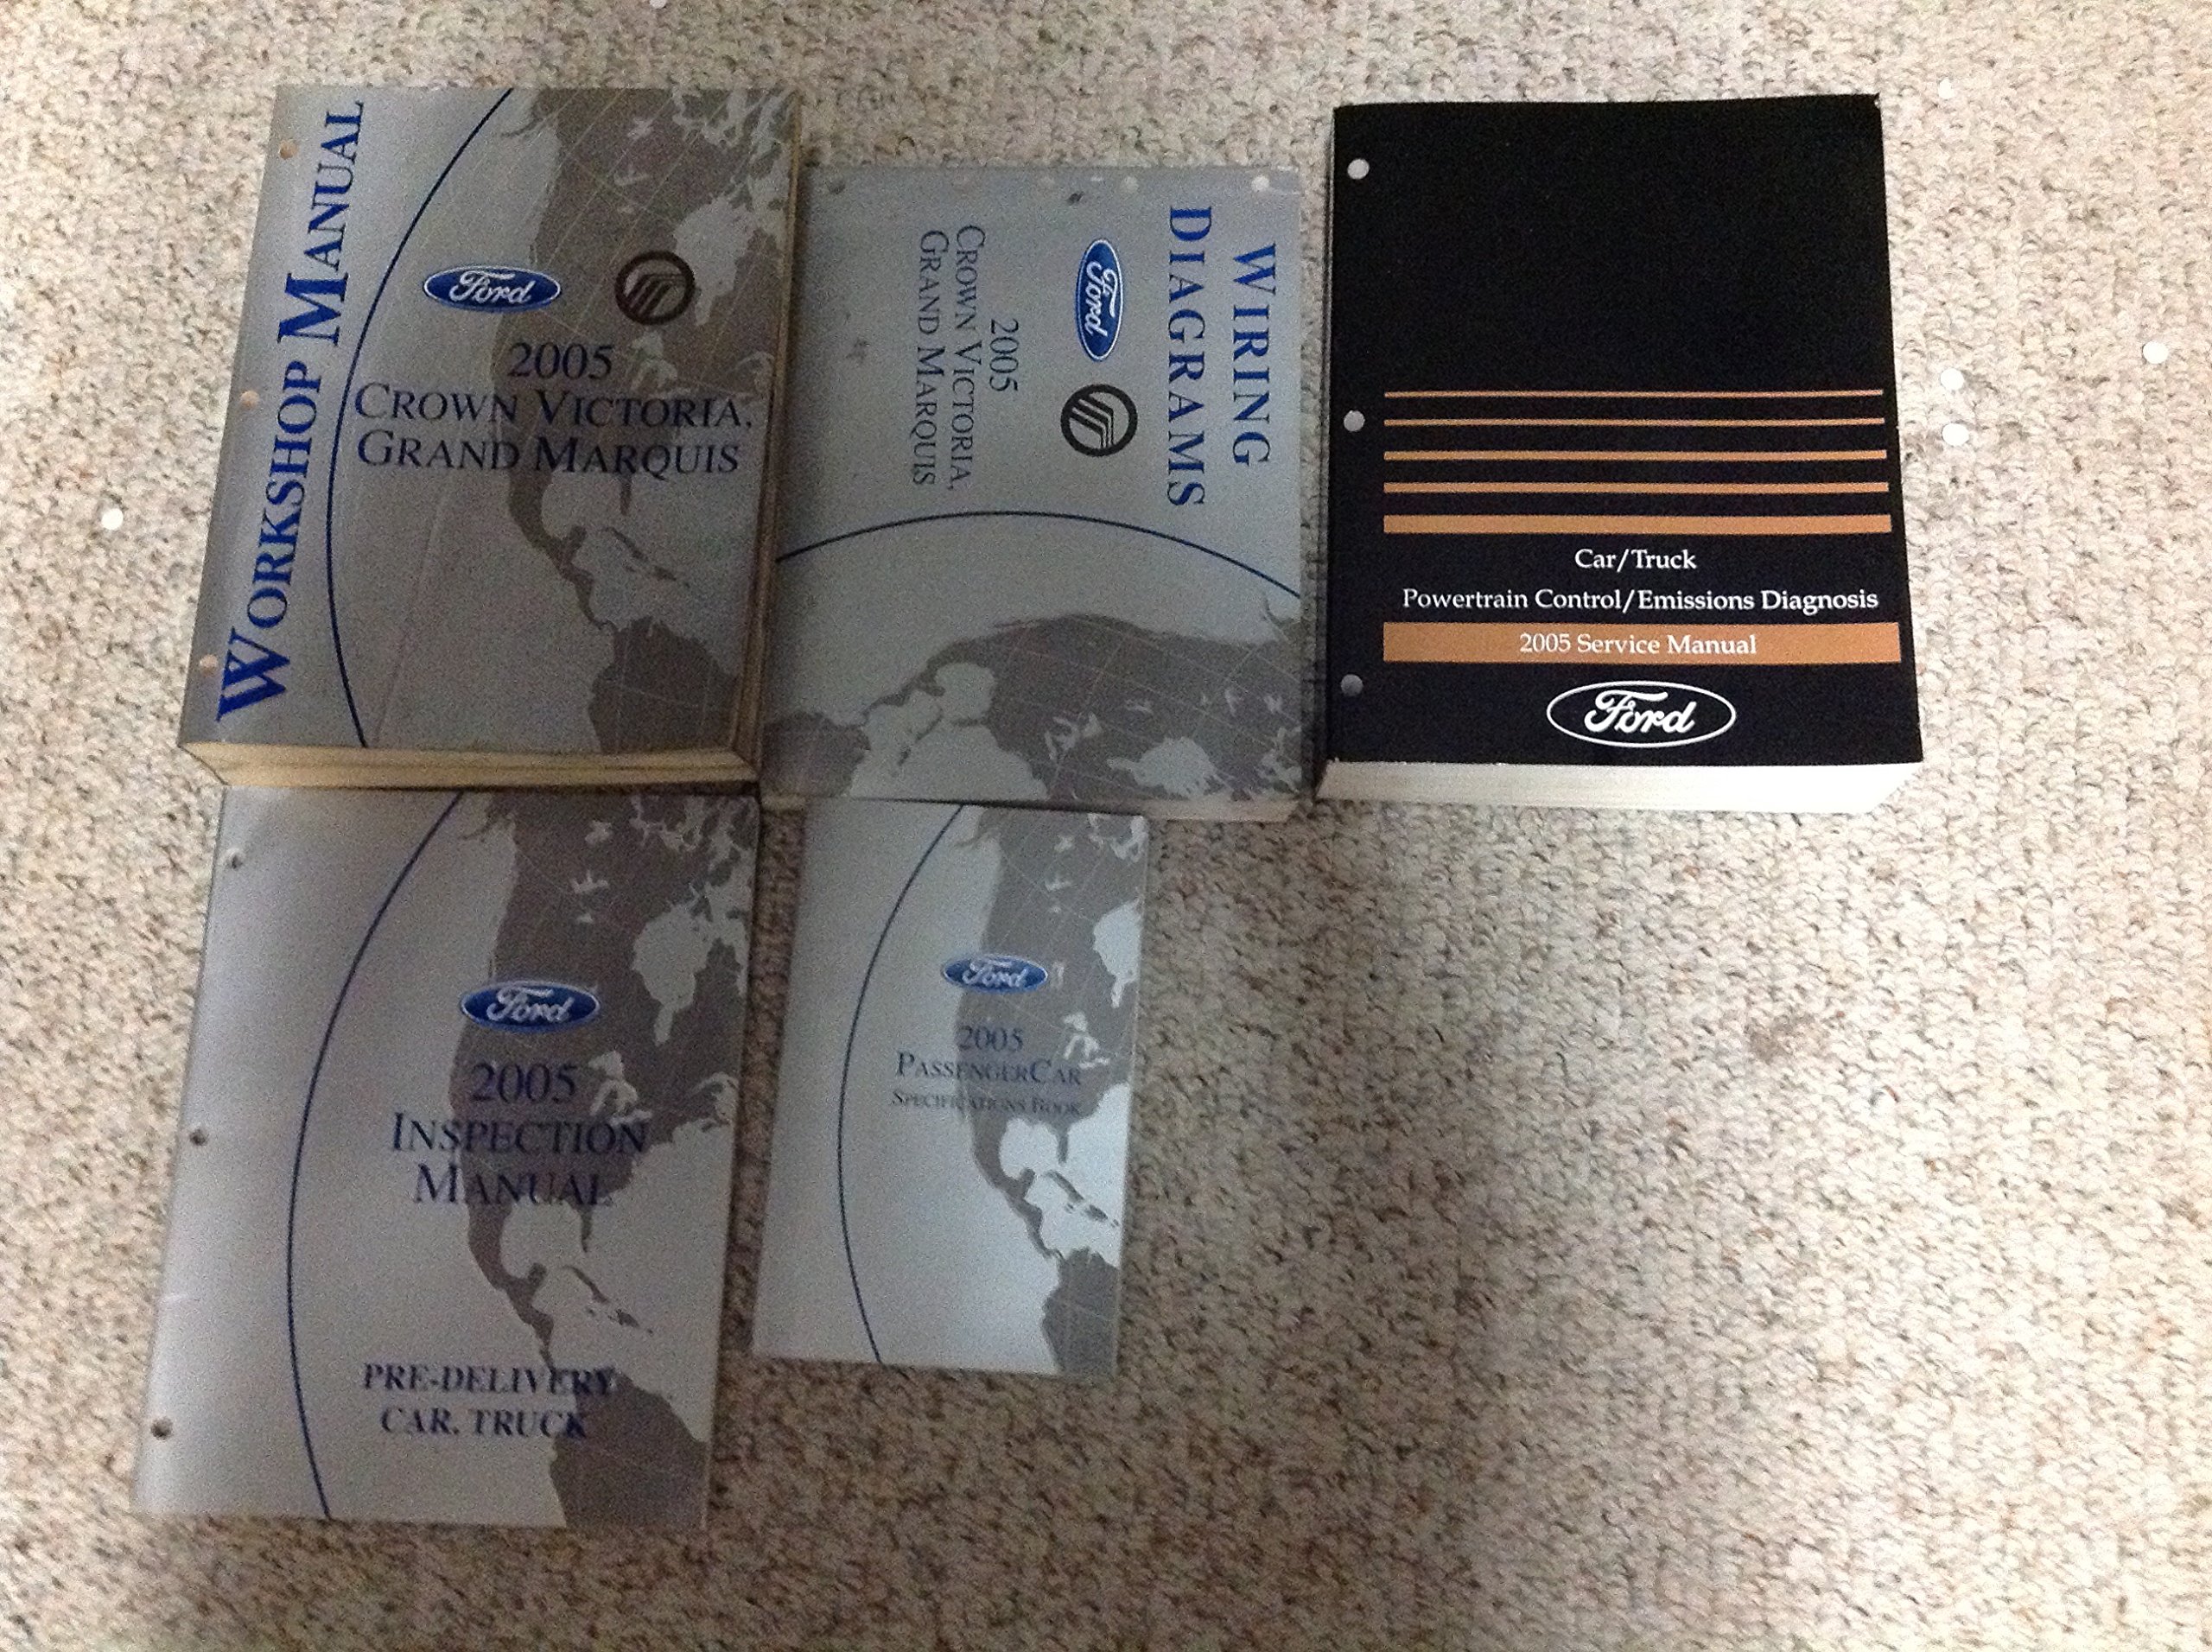 WORKSHOP MANUAL
Ford
2005
CROWN VICTORIA,
GRAND MARQUIS
WIRING
DIAGRAMS
Ford
2005
CROWN VICTORIA,
GRAND MARQUIS
Car/Truck
Powertrain Control/Emissions Diagnosis
2005 Service Manual
Ford
Ford
2005
INSPECTION
MANUAL
PRE-DELIVERY
CAR, TRUCK
Ford
2005
PASSENGERCAR
SPECIFICATIONS BOOK